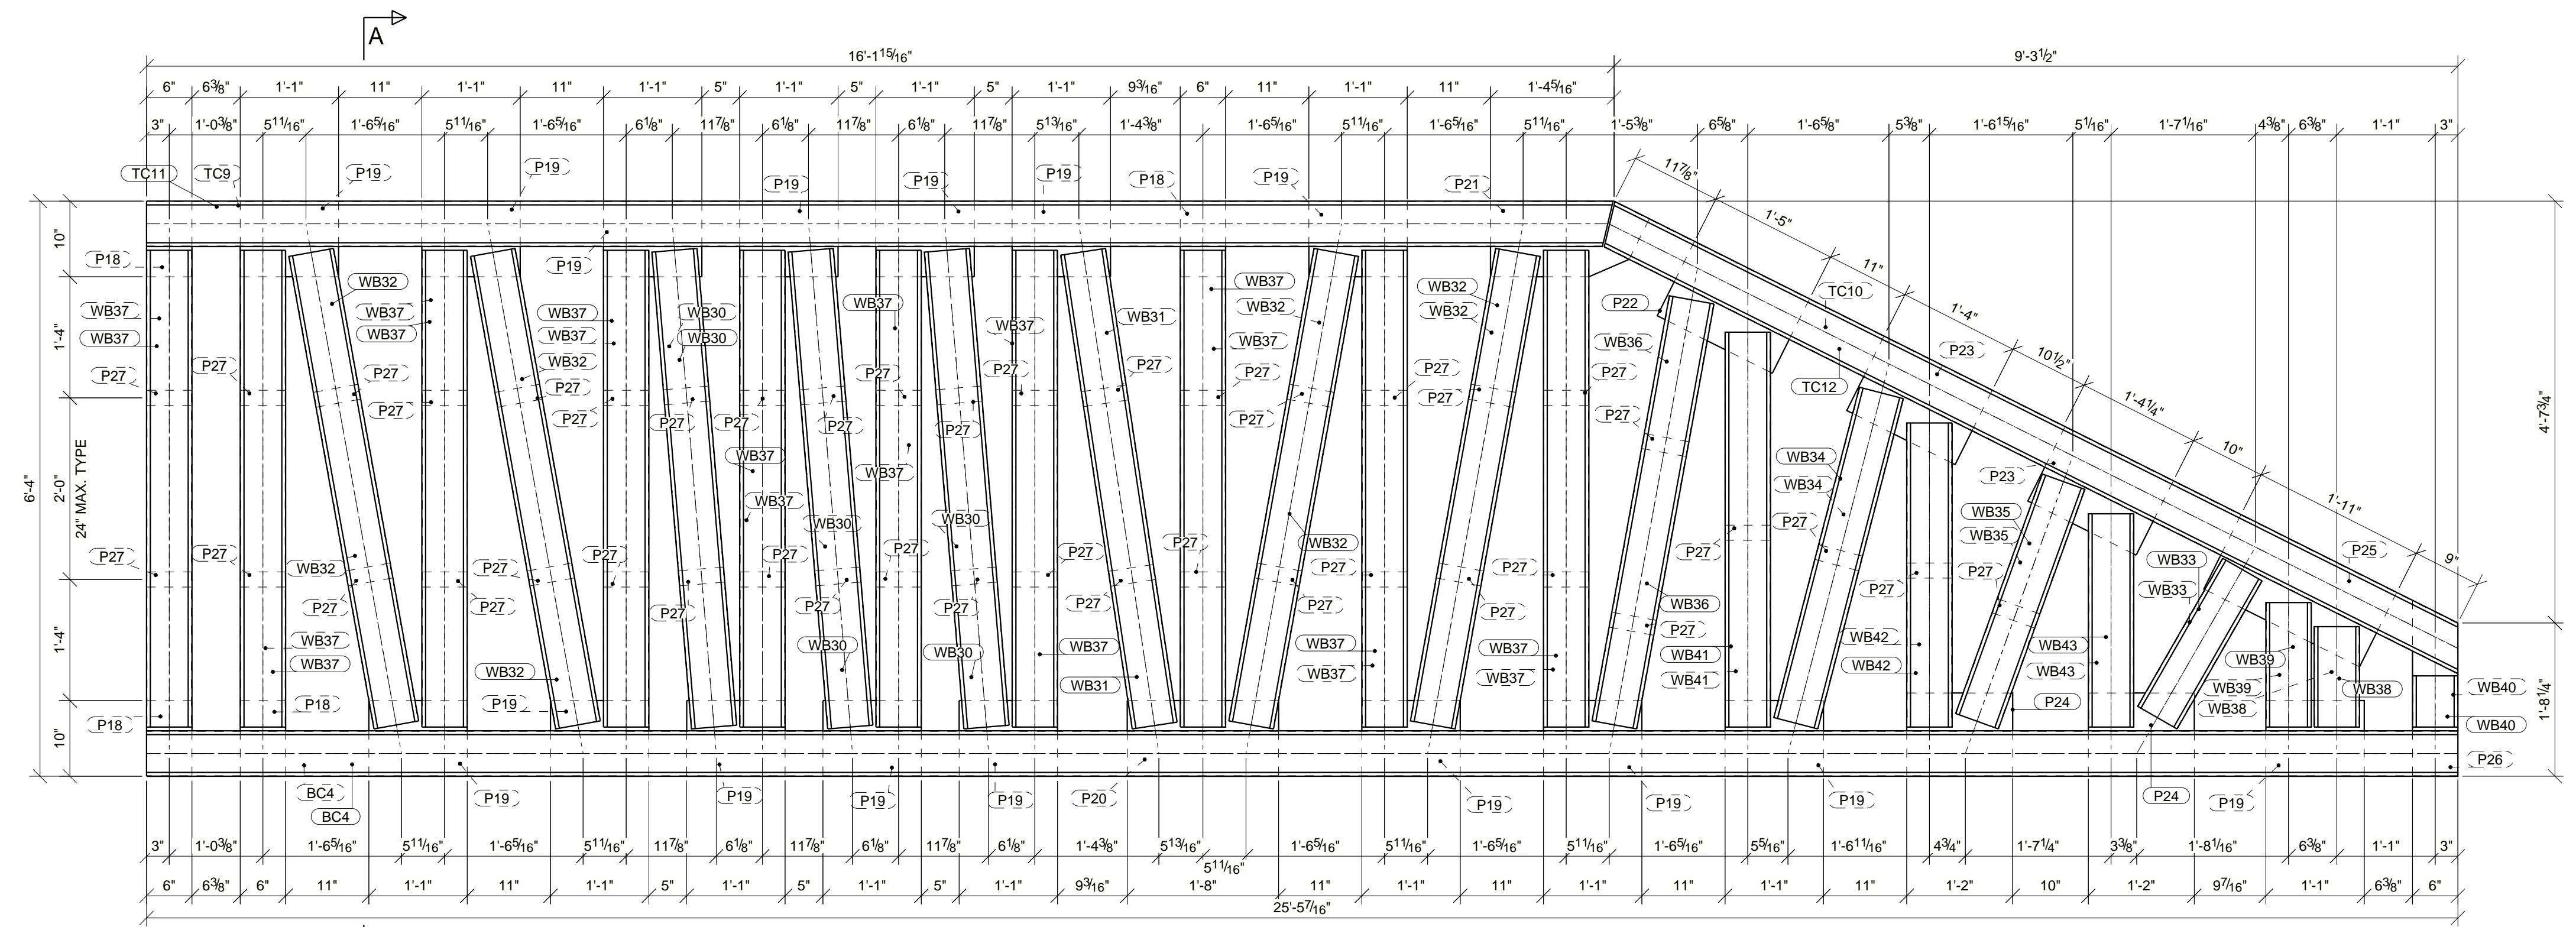 A
16'-1 15/16" 9'-3 1/2"
6" 6 3/8" 1'-1" 11" 1'-1" 11" 1'-1" 5" 1'-1" 5" 1'-1" 5" 1'-1" 9 3/16" 6" 11" 1'-1" 11" 1'-4 5/16"
3" 1'-0 3/8" 5 11/16" 1'-6 5/16" 5 11/16" 1'-6 5/16" 6 1/8" 11 7/8" 6 1/8" 11 7/8" 6 1/8" 11 7/8" 5 13/16" 1'-4 3/8" 1'-6 5/16" 5 11/16" 1'-6 5/16" 5 11/16" 1'-5 3/8" 6 5/8" 1'-6 5/8" 5 3/8" 1'-6 15/16" 5 1/16" 1'-7 1/16" 4 3/8" 6 3/8" 1'-1" 3"
TC11 TC9 P19 P19 P19 P19 P19 P18 P19 P21
11 7/8" 1'-5" 11" 1'-4" 10 1/2" 1'-4 1/4" 10" 1'-11" 9"
6'-4"
10" 1'-4" 2'-0" 1'-4" 10"
24" MAX. TYPE
4'-7 3/4"
1'-8 1/4"
P18 P19
WB32 WB37 WB37 WB32 TC10
WB37 WB37 WB37 WB30 WB37 WB31 WB32 WB32 P22
WB37 WB37 WB37 WB30 WB37 WB36 P23
P27 P27 P27 WB32 P27 P27 P27 P27 P27 P27 TC12
P27 P27 P27 P27 P27 P27 P27 P27 P27 P27
WB37 WB37 WB34 P23
WB37 WB34
WB30 WB30 P27 WB35
WB35
P27 P27 P27 P27 P27 P27 P27 WB32 P27 P25
WB32 P27 P27 P27 P27 WB33
P27 P27 P27 P27 P27 P27 P27 P27 P27 WB36 WB33
WB37 WB30 WB30 WB37 WB37 WB37 P27 WB42 WB43
WB37 WB32 WB31 WB37 WB37 WB41 WB42 WB43 WB39
WB41 WB39 WB38 WB40
P18 P18 P19 P24 WB38 WB40
P26
BC4 P19 P19 P19 P19 P20 P19 P19 P19 P24 P19
BC4
3" 1'-0 3/8" 1'-6 5/16" 5 11/16" 1'-6 5/16" 5 11/16" 11 7/8" 6 1/8" 11 7/8" 6 1/8" 11 7/8" 6 1/8" 1'-4 3/8" 5 13/16" 5 11/16" 1'-6 5/16" 5 11/16" 1'-6 5/16" 5 11/16" 1'-6 5/16" 5 5/16" 1'-6 11/16" 4 3/4" 1'-7 1/4" 3 3/8" 1'-8 1/16" 6 3/8" 1'-1" 3"
6" 6 3/8" 6" 11" 1'-1" 11" 1'-1" 5" 1'-1" 5" 1'-1" 5" 1'-1" 9 3/16" 1'-8" 11" 1'-1" 11" 1'-1" 11" 1'-1" 11" 1'-2" 10" 1'-2" 9 7/16" 1'-1" 6 3/8" 6"
25'-5 7/16"